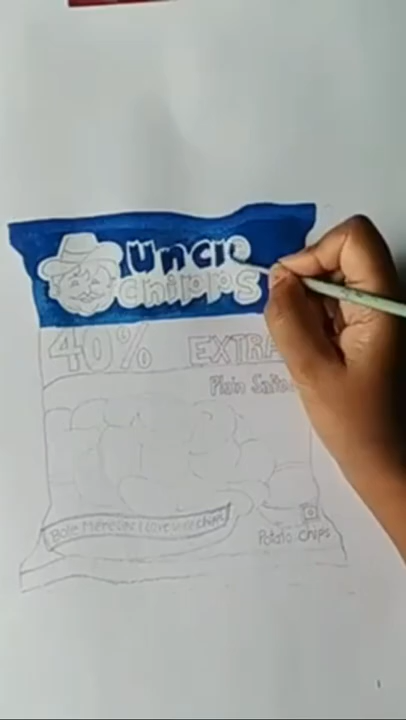 Uncle
Chipps
40% EXTRA
Plain Salted
Bole Mere Lips I Love Uncle Chipps
Potato Chips